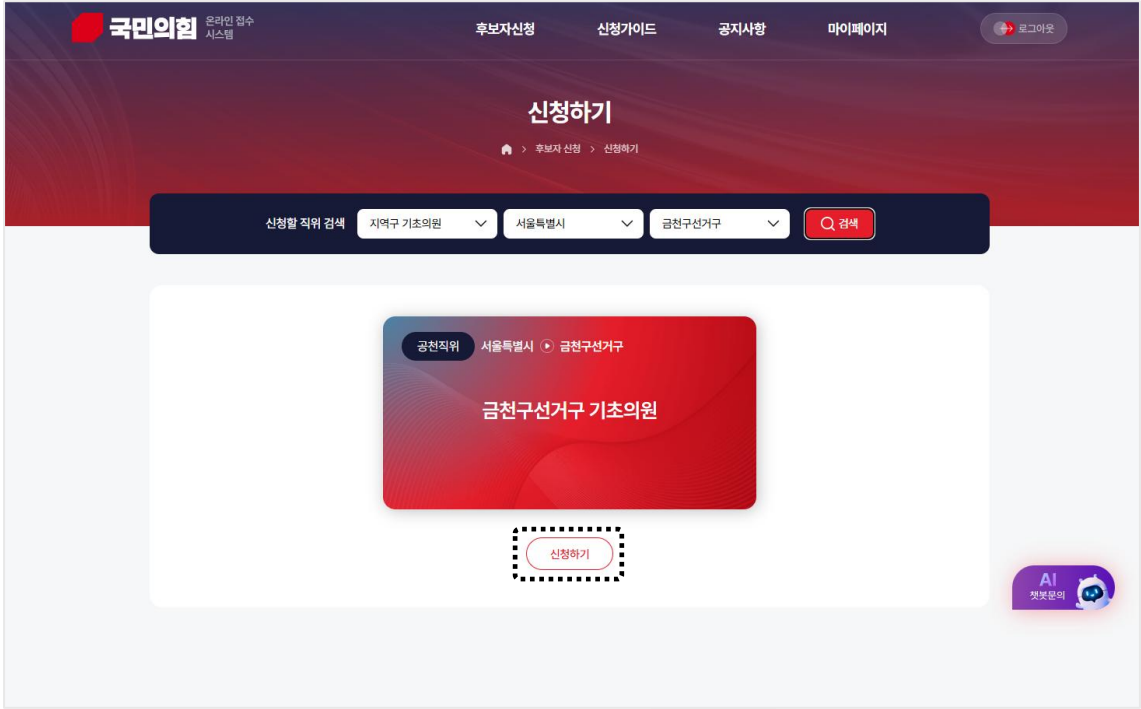 국민의힘 온라인 접수 시스템
후보자신청 신청가이드 공지사항 마이페이지 로그아웃
신청하기
> 후보자 신청 > 신청하기
신청할 직위 검색 지역구 기초의원 서울특별시 금천구선거구 검색
공천직위 서울특별시 금천구선거구
금천구선거구 기초의원
신청하기
AI
챗봇문의